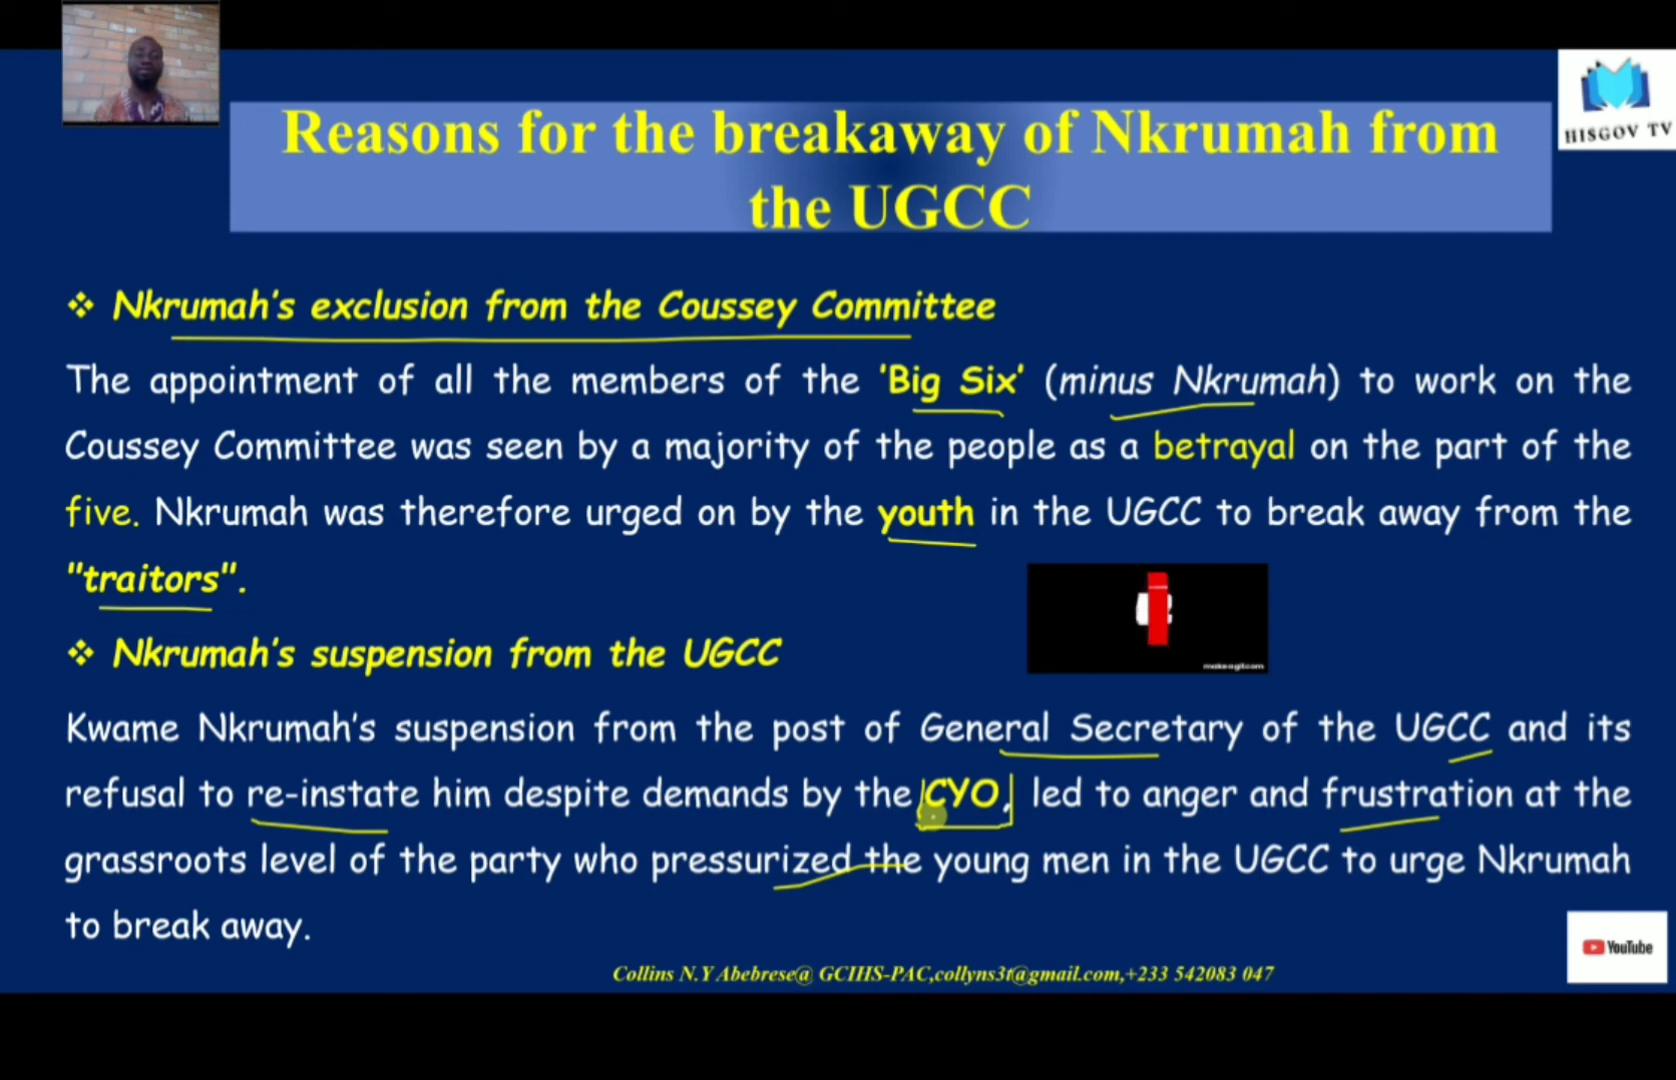 HISGOV TV
Reasons for the breakaway of Nkrumah from
the UGCC
❖ Nkrumah's exclusion from the Coussey Committee
The appointment of all the members of the 'Big Six' (minus Nkrumah) to work on the
Coussey Committee was seen by a majority of the people as a betrayal on the part of the
five. Nkrumah was therefore urged on by the youth in the UGCC to break away from the
"traitors".
❖ Nkrumah's suspension from the UGCC
makeagif.com
Kwame Nkrumah's suspension from the post of General Secretary of the UGCC and its
refusal to re-instate him despite demands by the CYO, led to anger and frustration at the
grassroots level of the party who pressurized the young men in the UGCC to urge Nkrumah
to break away.
YouTube
Collins N.Y Abebrese@ GCIHS-PAC,collyns3t@gmail.com,+233 542083 047